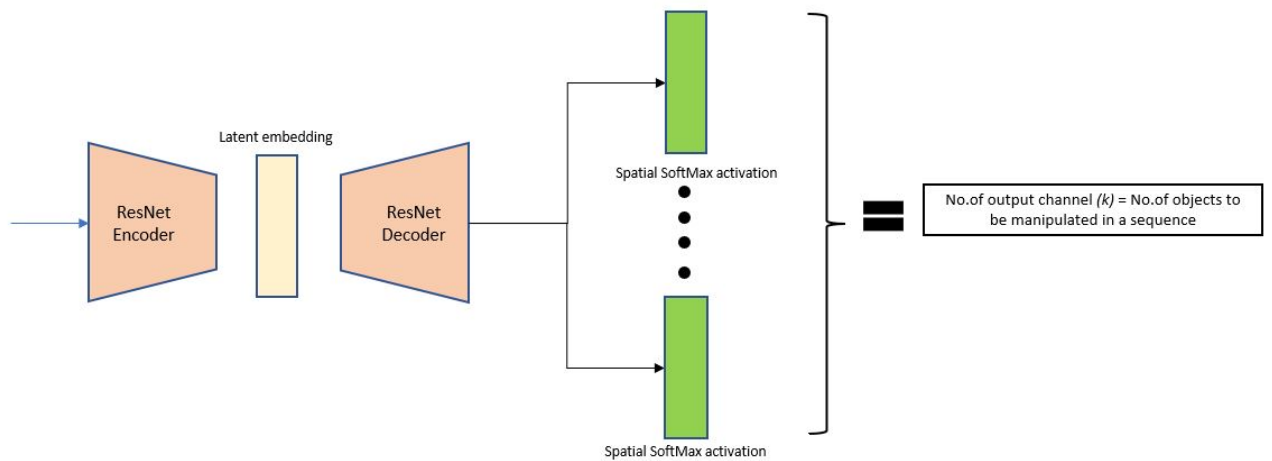 Latent embedding
ResNet
Encoder
ResNet
Decoder
Spatial SoftMax activation
Spatial SoftMax activation
No.of output channel (k) = No.of objects to
be manipulated in a sequence